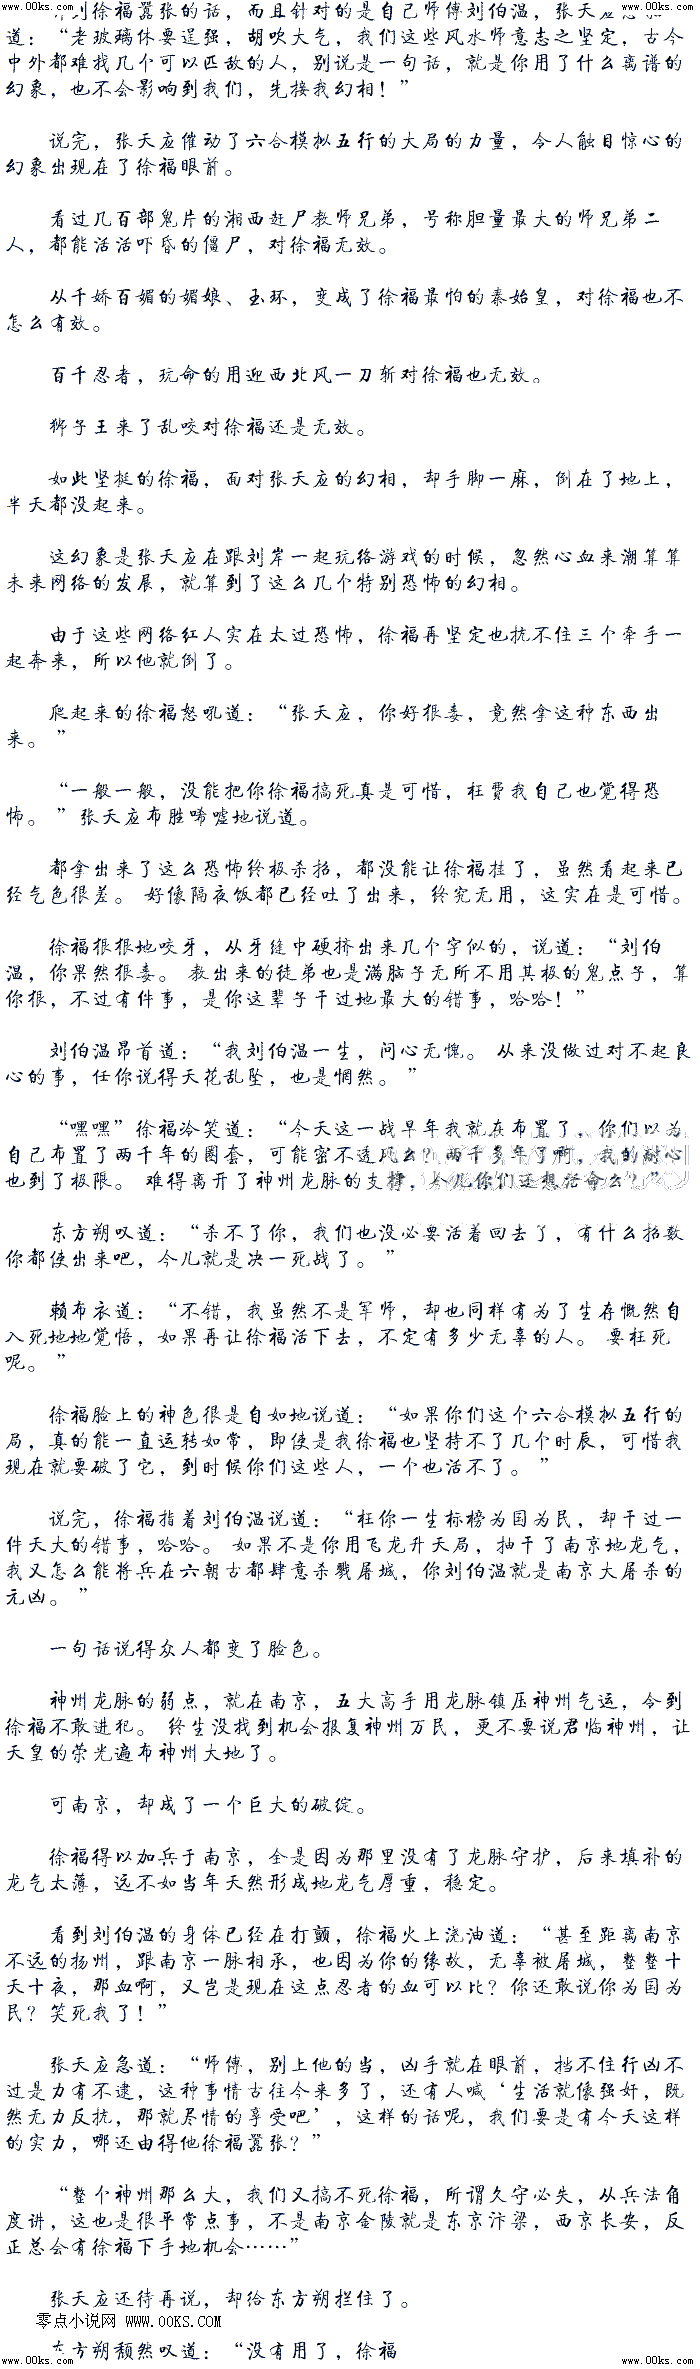 www.00ks.com www.00ks.com
徐福嚣张的话，而且针对的是自己师傅刘伯温，张天应
道：“老玻璃休要逞强，胡吹大气，我们这些风水师意志之坚定，古今
中外都难找几个可以匹敌的人，别说是一句话，就是你用了什么离谱的
幻象，也不会影响到我们，先接我幻相！”
说完，张天应催动了六合模拟五行的大局的力量，令人触目惊心的
幻象出现在了徐福眼前。
看过几百部鬼片的湘西赶尸教师兄弟，号称胆量最大的师兄弟二
人，都能活活吓昏的僵尸，对徐福无效。
从千娇百媚的媚娘、玉环，变成了徐福最怕的秦始皇，对徐福也不
怎么有效。
百千忍者，玩命的用迎西北风一刀斩对徐福也无效。
狮子王来了乱咬对徐福还是无效。
如此坚挺的徐福，面对张天应的幻相，却手脚一麻，倒在了地上，
半天都没起来。
这幻象是张天应在跟刘岸一起玩络游戏的时候，忽然心血来潮算算
未来网络的发展，就算到了这么几个特别恐怖的幻相。
由于这些网络红人实在太过恐怖，徐福再坚定也抗不住三个牵手一
起奔来，所以他就倒了。
爬起来的徐福怒吼道：“张天应，你好狠毒，竟然拿这种东西出
来。”
“一般一般，没能把你徐福搞死真是可惜，枉费我自己也觉得恐
怖。”张天应布胜唏嘘地说道。
都拿出来了这么恐怖终极杀招，都没能让徐福挂了，虽然看起来已
经气色很差。 好像隔夜饭都已经吐了出来，终究无用，这实在是可惜。
徐福狠狠地咬牙，从牙缝中硬挤出来几个字似的，说道：“刘伯
温，你果然狠毒。 教出来的徒弟也是满脑子无所不用其极的鬼点子，算
你狠，不过有件事，是你这辈子干过地最大的错事，哈哈！”
刘伯温昂首道：“我刘伯温一生，问心无愧。 从来没做过对不起良
心的事，任你说得天花乱坠，也是惘然。”
“嘿嘿”徐福冷笑道：“今天这一战早年我就在布置了，你们以为
自己布置了两千年的圈套，可能密不透风么？两千多年了啊，我的耐心
也到了极限。 难得离开了神州龙脉的支撑，今儿你们还想活命么？”
东方朔叹道：“杀不了你，我们也没必要活着回去了，有什么招数
你都使出来吧，今儿就是决一死战了。”
赖布衣道：“不错，我虽然不是军师，却也同样有为了生存慨然自
入死地地觉悟，如果再让徐福活下去，不定有多少无辜的人。 要枉死
呢。”
徐福脸上的神色很是自如地说道：“如果你们这个六合模拟五行的
局，真的能一直运转如常，即使是我徐福也坚持不了几个时辰，可惜我
现在就要破了它，到时候你们这些人，一个也活不了。”
说完，徐福指着刘伯温说道：“枉你一生标榜为国为民，却干过一
件天大的错事，哈哈。 如果不是你用飞龙升天局，抽干了南京地龙气，
我又怎么能将兵在六朝古都肆意杀戮屠城，你刘伯温就是南京大屠杀的
元凶。”
一句话说得众人都变了脸色。
神州龙脉的弱点，就在南京，五大高手用龙脉镇压神州气运，令到
徐福不敢进犯。 终生没找到机会报复神州万民，更不要说君临神州，让
天皇的荣光遍布神州大地了。
可南京，却成了一个巨大的破绽。
徐福得以加兵于南京，全是因为那里没有了龙脉守护，后来填补的
龙气太薄，远不如当年天然形成地龙气厚重，稳定。
看到刘伯温的身体已经在打颤，徐福火上浇油道：“甚至距离南京
不远的扬州，跟南京一脉相承，也因为你的缘故，无辜被屠城，整整十
天十夜，那血啊，又岂是现在这点忍者的血可以比？你还敢说你为国为
民？笑死我了！”
张天应急道：“师傅，别上他的当，凶手就在眼前，挡不住行凶不
过是力有不逮，这种事情古往今来多了，还有人喊‘生活就像强奸，既
然无力反抗，那就尽情的享受吧’，这样的话呢，我们要是有今天这样
的实力，哪还由得他徐福嚣张？”
“整个神州那么大，我们又搞不死徐福，所谓久守必失，从兵法角
度讲，这也是很平常点事，不是南京金陵就是东京汴梁，西京长安，反
正总会有徐福下手地机会……”
张天应还待再说，却给东方朔拦住了。
零点小说网 www.00KS.com
东方朔颓然叹道：“没有用了，徐福
www.00ks.com www.00ks.com